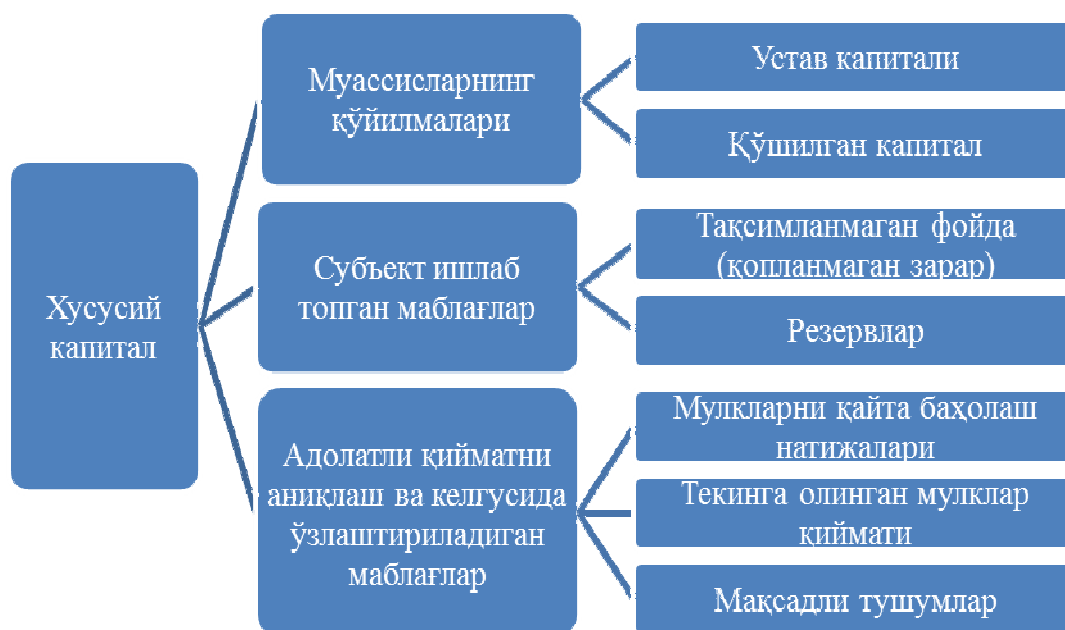 Хусусий
капитал
Муассисларнинг
қўйилмалари
Устав капитали
Қўшилган капитал
Субъект ишлаб
топган маблағлар
Тақсимланмаган фойда
(қопланмаган зарар)
Резервлар
Адолатли қийматни
аниқлаш ва келгусида
ўзлаштириладиган
маблағлар
Мулкларни қайта баҳолаш
натижалари
Текинга олинган мулклар
қиймати
Мақсадли тушумлар